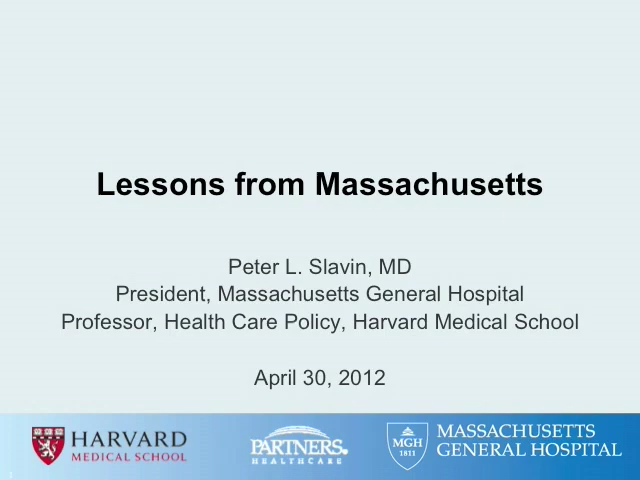 Lessons from Massachusetts
Peter L. Slavin, MD
President, Massachusetts General Hospital
Professor, Health Care Policy, Harvard Medical School
April 30, 2012
HARVARD
MEDICAL SCHOOL
PARTNERS.
HEALTHCARE
MGH
1811
MASSACHUSETTS
GENERAL HOSPITAL
1